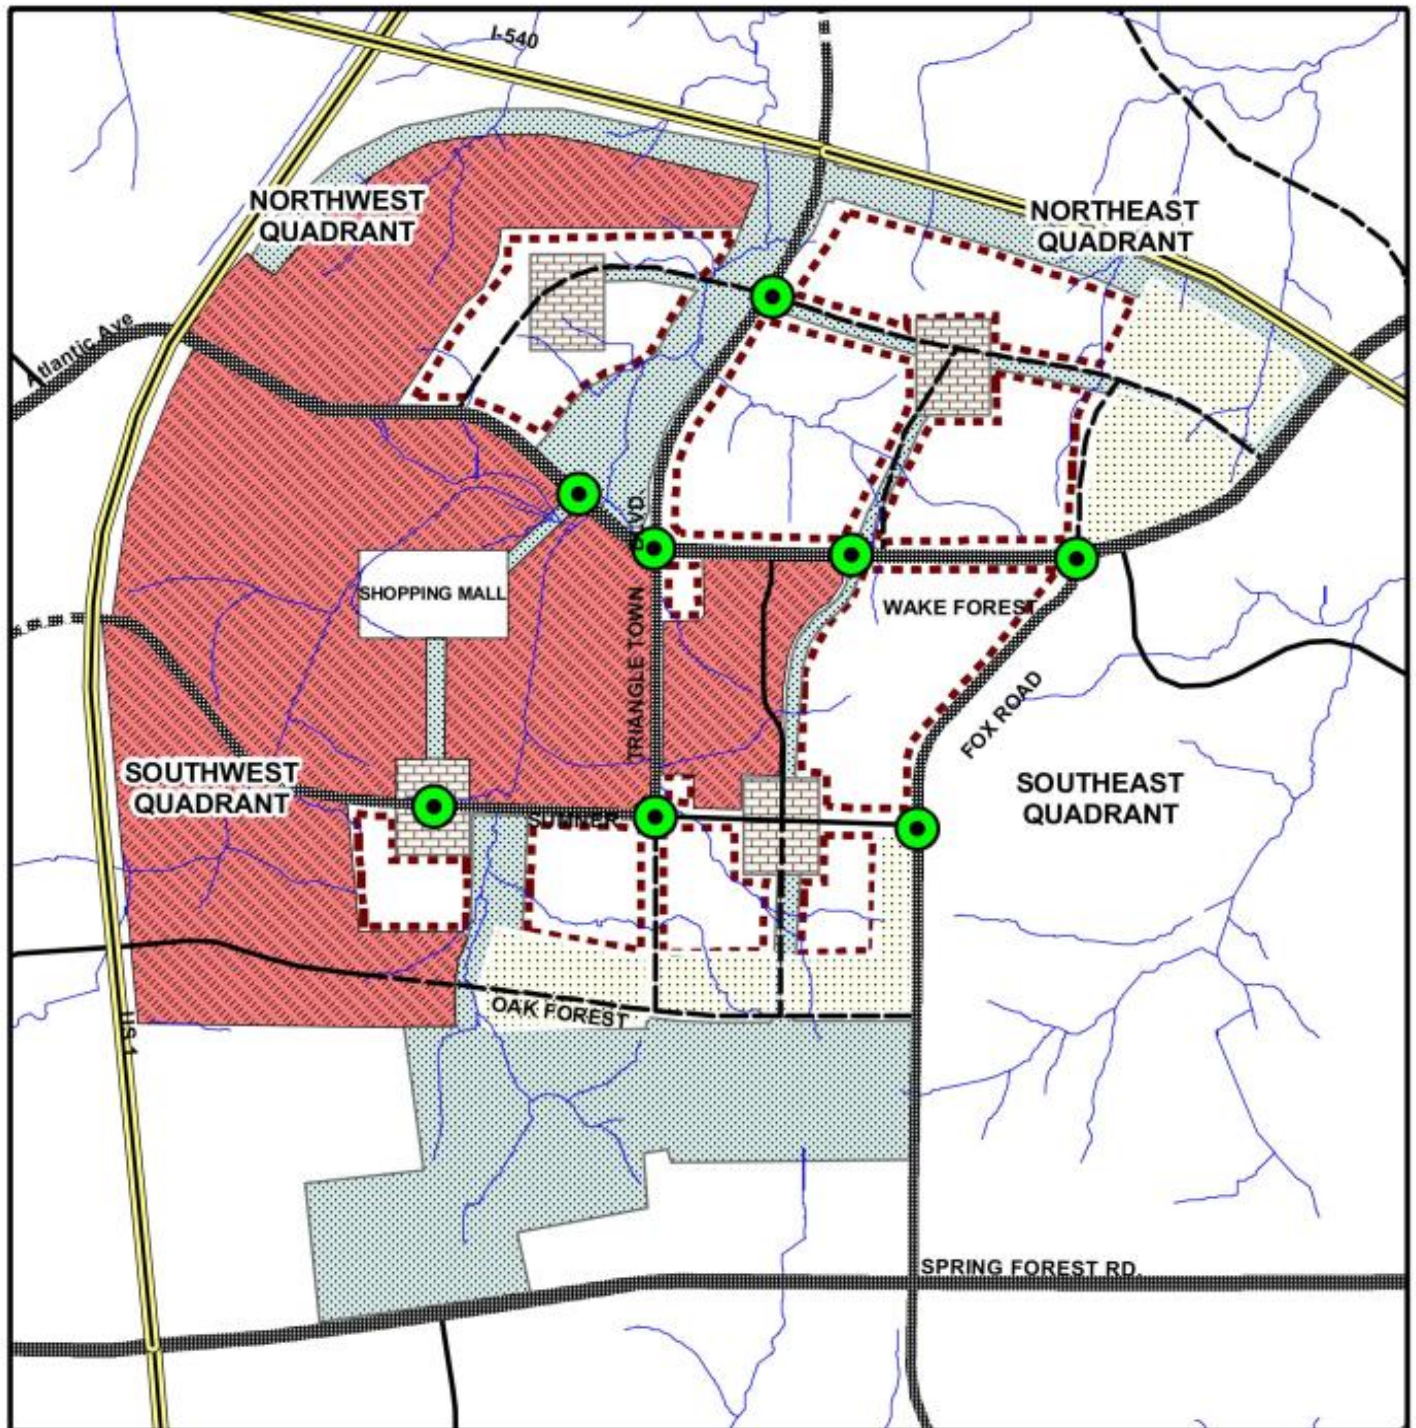 I-540
NORTHWEST
QUADRANT
NORTHEAST
QUADRANT
Atlantic Ave
BLVD
SHOPPING MALL
WAKE FOREST
TRIANGLE TOWN
FOX ROAD
SOUTHWEST
QUADRANT
SOUTHEAST
QUADRANT
SUMNER
OAK FOREST
US 1
SPRING FOREST RD.